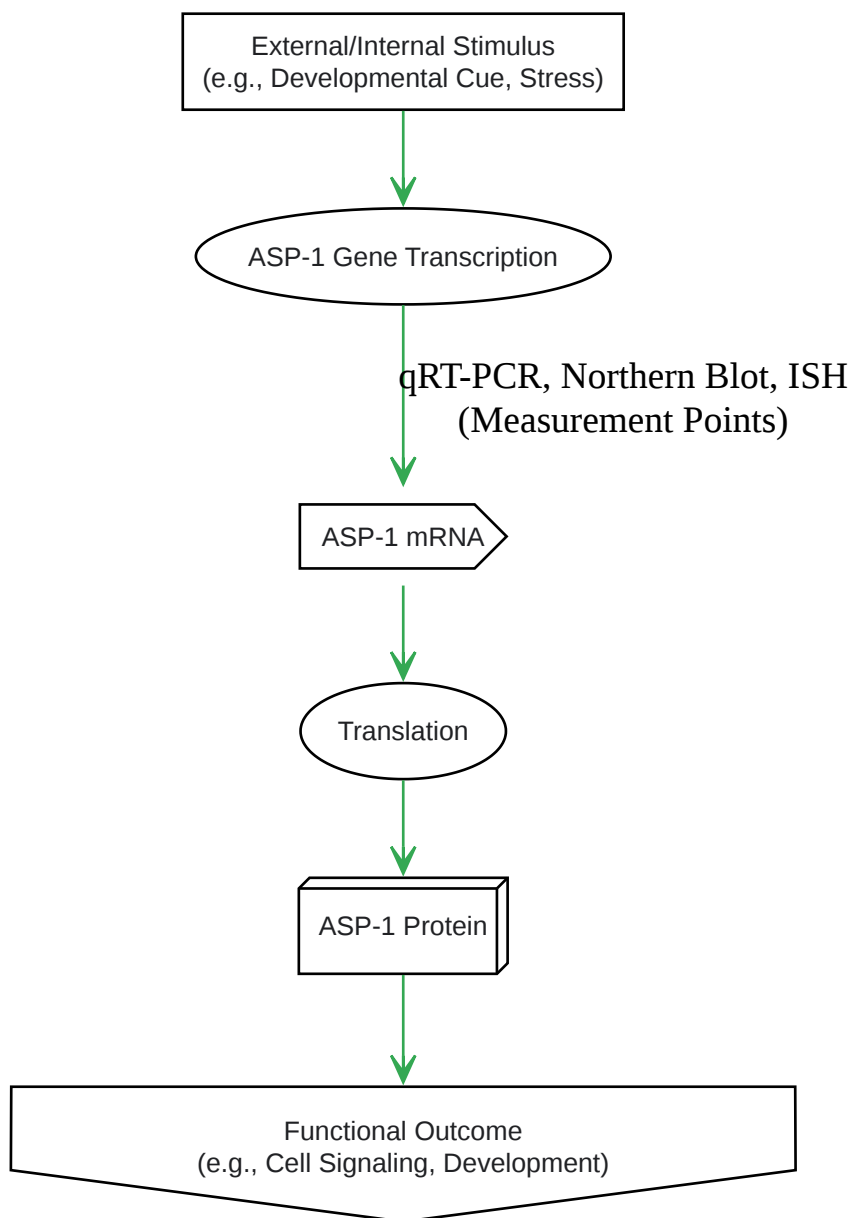 External/Internal Stimulus
(e.g., Developmental Cue, Stress)
ASP-1 Gene Transcription
qRT-PCR, Northern Blot, ISH
(Measurement Points)
ASP-1 mRNA
Translation
ASP-1 Protein
Functional Outcome
(e.g., Cell Signaling, Development)